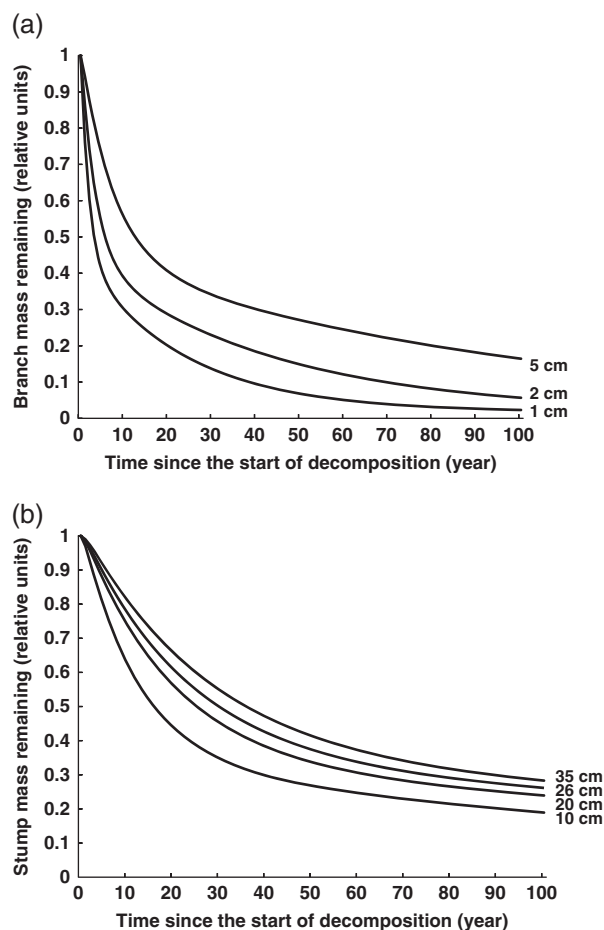 (a)
Branch mass remaining (relative units)
1
0.9
0.8
0.7
0.6
0.5
0.4
0.3
0.2
0.1
0
5 cm
2 cm
1 cm
0 10 20 30 40 50 60 70 80 90 100
Time since the start of decomposition (year)
(b)
Stump mass remaining (relative units)
1
0.9
0.8
0.7
0.6
0.5
0.4
0.3
0.2
0.1
0
35 cm
26 cm
20 cm
10 cm
0 10 20 30 40 50 60 70 80 90 100
Time since the start of decomposition (year)